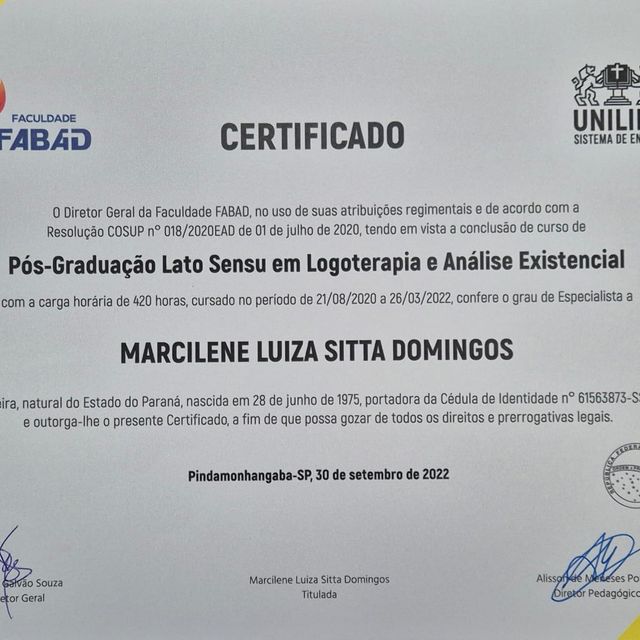 FACULDADE
FABAD
CERTIFICADO
SISTEMA DE
O Diretor Geral da Faculdade FABAD, no uso de suas atribuições regimentais e de acordo com a
Resolução COSUP nº 018/2020EAD de 01 de julho de 2020, tendo em vista a conclusão de curso de
Pós-Graduação Lato Sensu em Logoterapia e Análise Existencial
com a carga horária de 420 horas, cursado no período de 21/08/2020 a 26/03/2022, confere o grau de Especialista a
MARCILENE LUIZA SITTA DOMINGOS
natural do Estado do Paraná, nascida em 28 de junho de 1975, portadora da Cédula de Identidade nº 61563873-S
e outorga-lhe o presente Certificado, a fim de que possa gozar de todos os direitos e prerrogativas legais.
Pindamonhangaba-SP, 30 de setembro de 2022
Galvão Souza
Geral
Marcilene Luiza Sitta Domingos
Titulada
Alisson de Meneses
Diretor Pedagógico